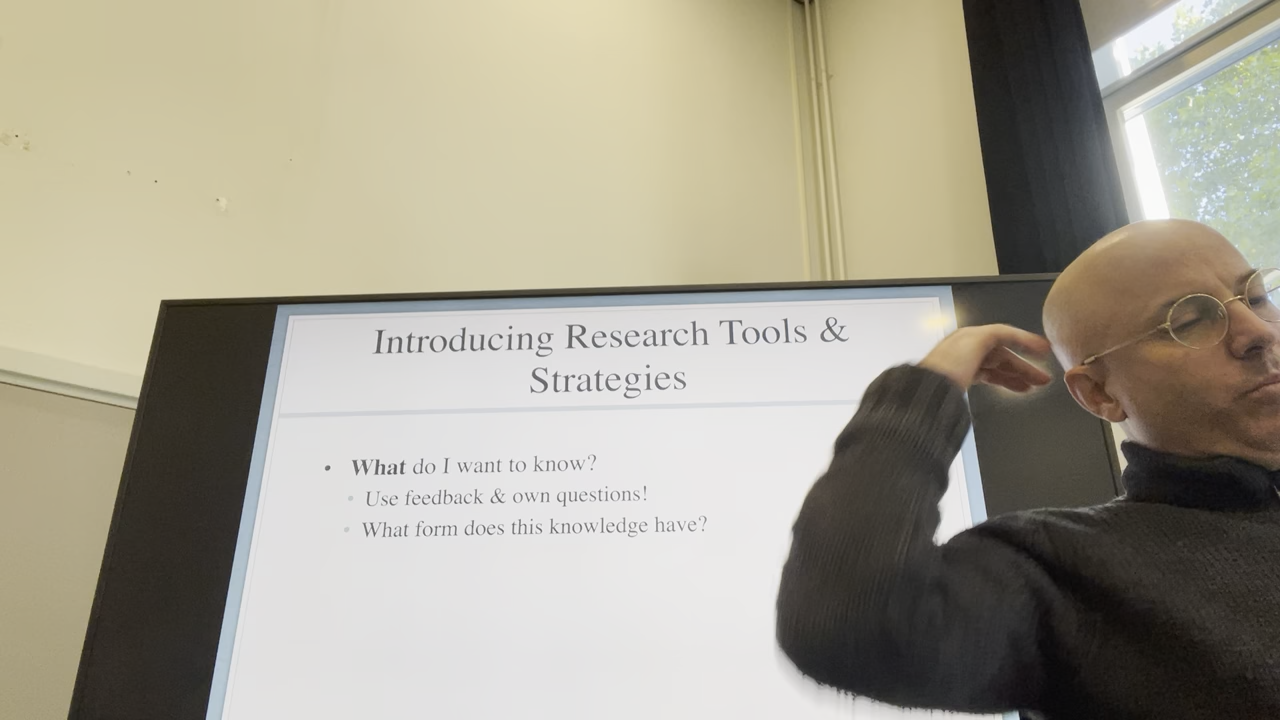 Introducing Research Tools &
Strategies
• What do I want to know?
• Use feedback & own questions!
• What form does this knowledge have?